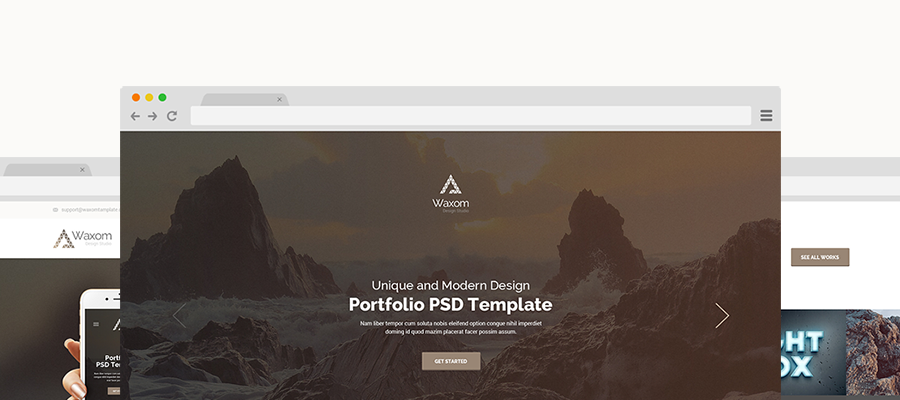 support@waxomtemplate.
Waxom
Design Studio
Waxom
Design Studio
Unique and Modern Design
Portfolio PSD Template
Nam liber tempor cum soluta nobis eleifend option congue nihil imperdiet
doming id quod mazim placerat facer possim assum.
GET STARTED
SEE ALL WORKS
HT
OX
Portf
PSD Tem